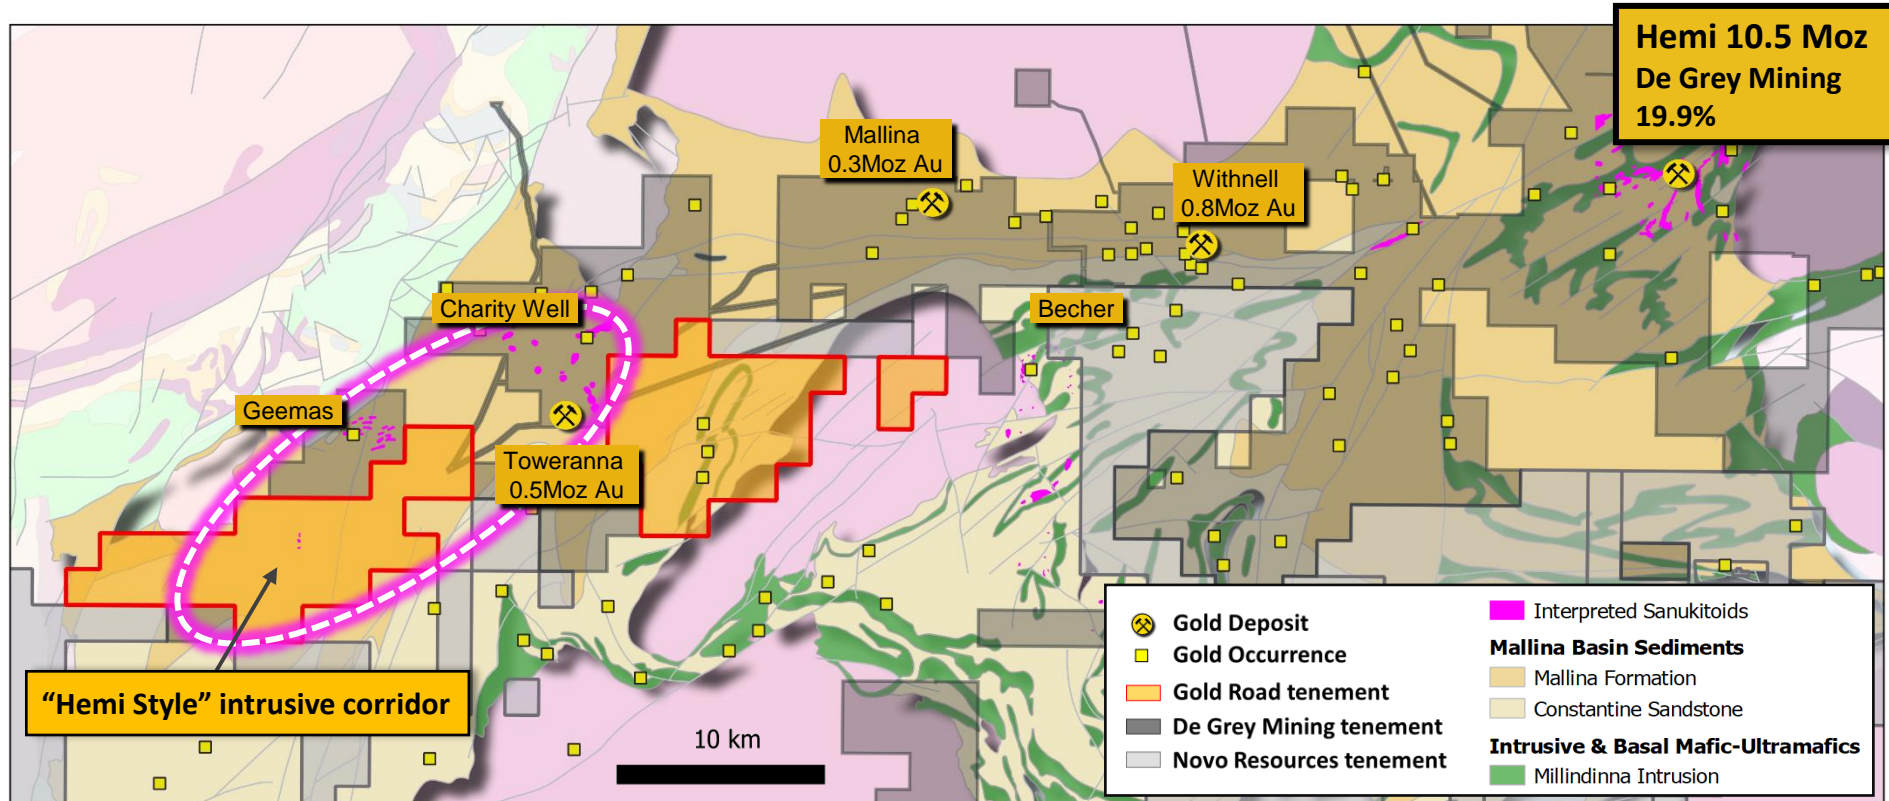 Hemi 10.5 Moz
De Grey Mining
19.9%
Mallina
0.3Moz Au
Withnell
0.8Moz Au
Charity Well
Becher
Geemas
Toweranna
0.5Moz Au
“Hemi Style” intrusive corridor
10 km
Gold Deposit
Gold Occurrence
Gold Road tenement
De Grey Mining tenement
Novo Resources tenement
Interpreted Sanukitoids
Mallina Basin Sediments
Mallina Formation
Constantine Sandstone
Intrusive & Basal Mafic-Ultramafics
Millindinna Intrusion